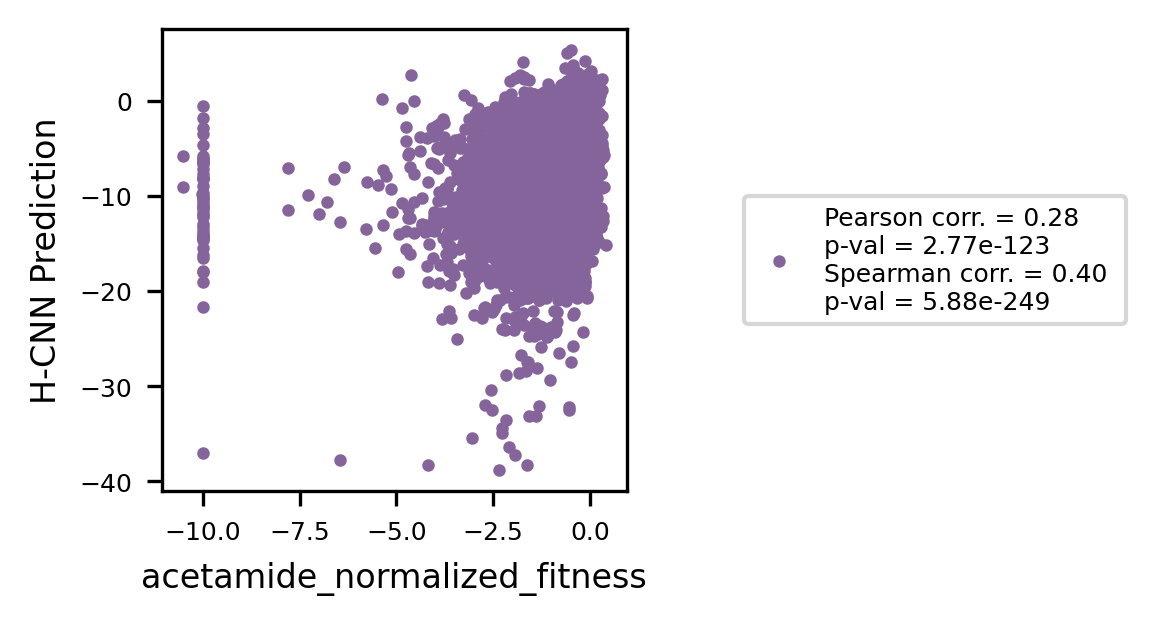 H-CNN Prediction
0
−10
−20
−30
−40
−10.0 −7.5 −5.0 −2.5 0.0
acetamide_normalized_fitness
Pearson corr. = 0.28
p-val = 2.77e-123
Spearman corr. = 0.40
p-val = 5.88e-249